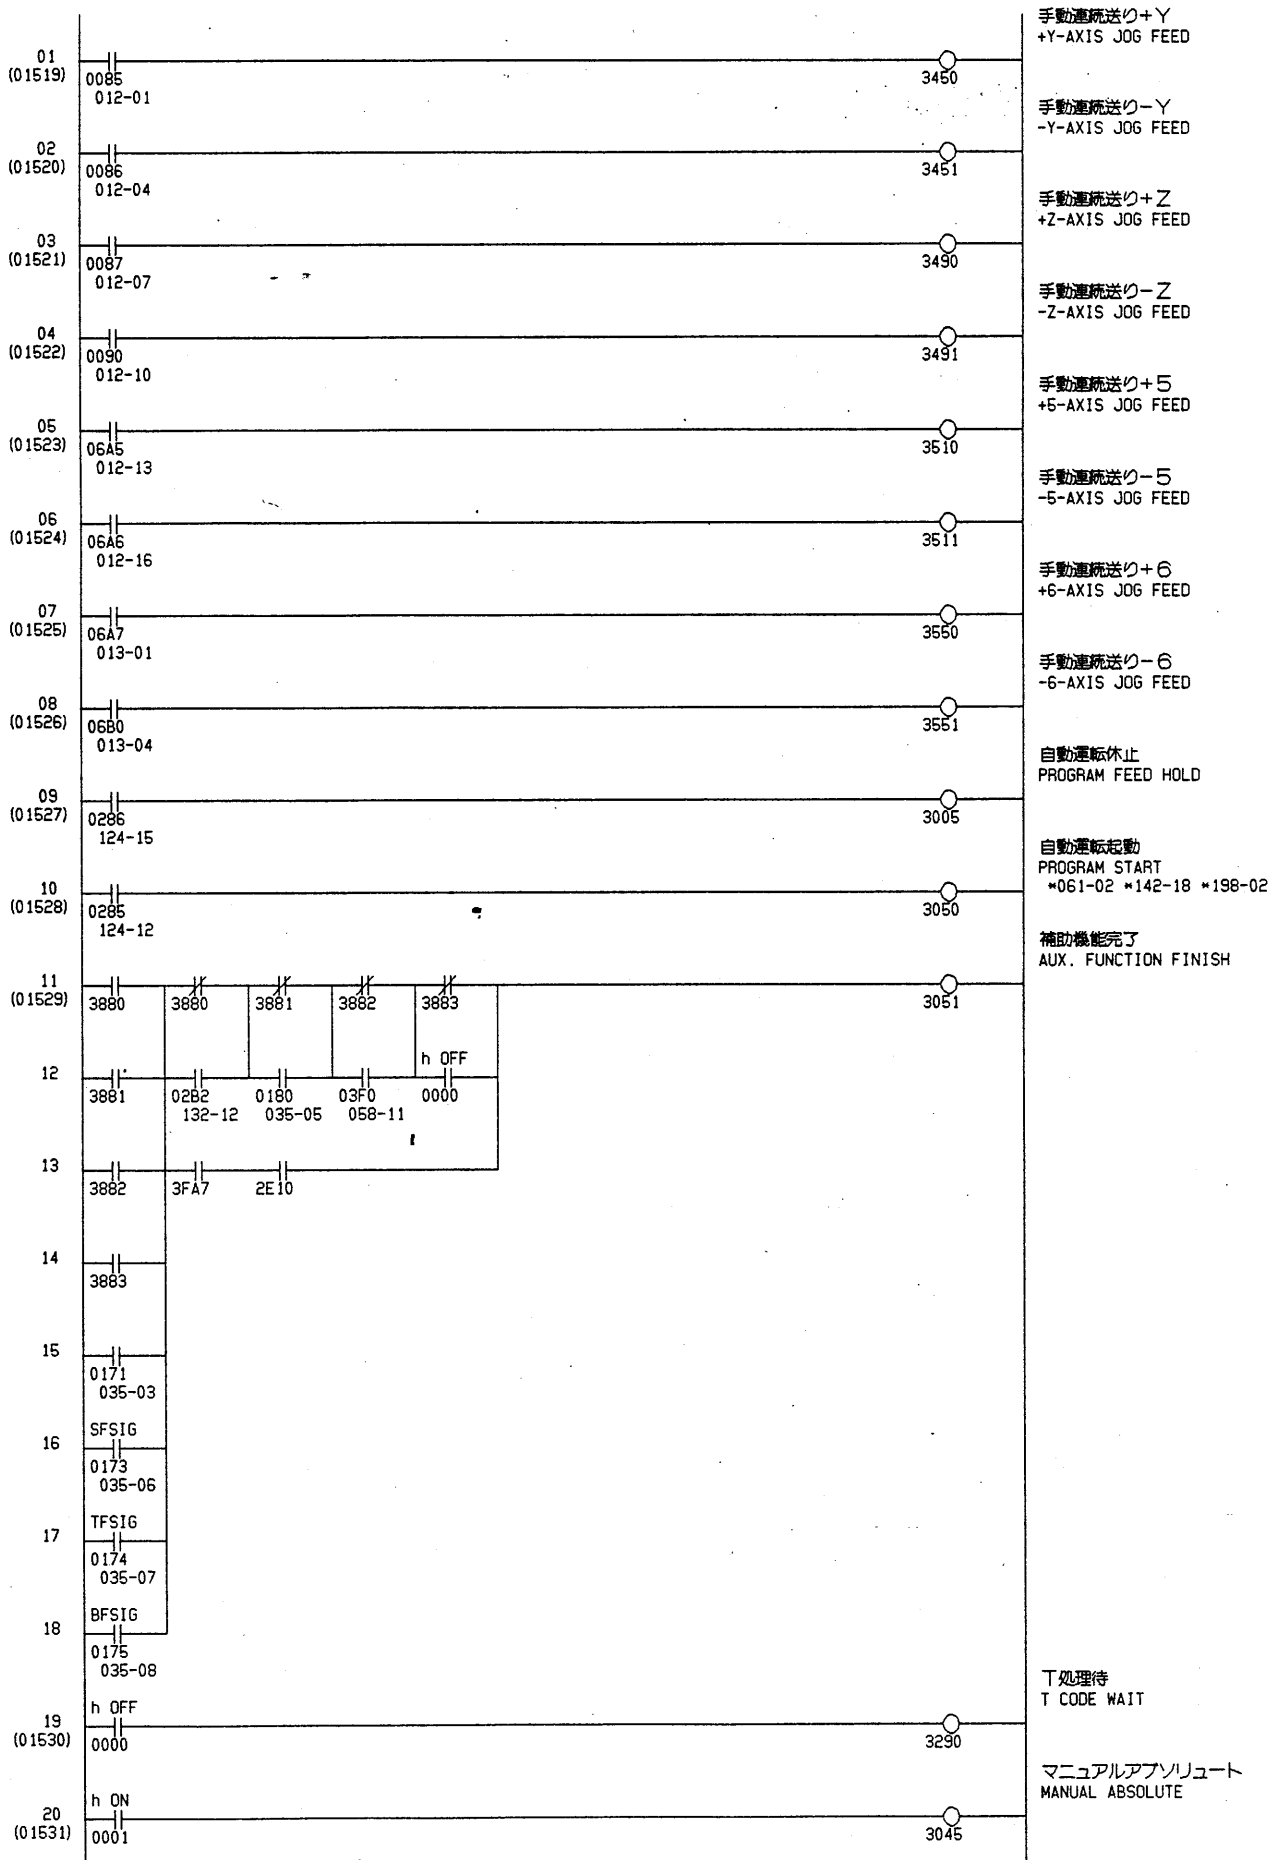 手動連続送り+Y
+Y-AXIS JOG FEED
01
(01519)
0085
012-01
3450
手動連続送り-Y
-Y-AXIS JOG FEED
02
(01520)
0086
012-04
3451
手動連続送り+Z
+Z-AXIS JOG FEED
03
(01521)
0087
012-07
3490
手動連続送り-Z
-Z-AXIS JOG FEED
04
(01522)
0090
012-10
3491
手動連続送り+5
+5-AXIS JOG FEED
05
(01523)
06A5
012-13
3510
手動連続送り-5
-5-AXIS JOG FEED
06
(01524)
06A6
012-16
3511
手動連続送り+6
+6-AXIS JOG FEED
07
(01525)
06A7
013-01
3550
手動連続送り-6
-6-AXIS JOG FEED
08
(01526)
06B0
013-04
3551
自動運転休止
PROGRAM FEED HOLD
09
(01527)
0286
124-15
3005
自動運転起動
PROGRAM START
*061-02 *142-18 *198-02
10
(01528)
0285
124-12
3050
補助機能完了
AUX. FUNCTION FINISH
11
(01529)
3880 3880 3881 3882 3883 3051
h OFF
12
3881 02B2 0180 03F0 0000
132-12 035-05 058-11
13
3882 3FA7 2E10
14
3883
15
0171
035-03
SFSIG
16
0173
035-06
TFSIG
17
0174
035-07
BFSIG
18
0175
035-08
T処理待
T CODE WAIT
h OFF
19
(01530)
0000
3290
マニュアルアブソリュート
MANUAL ABSOLUTE
h ON
20
(01531)
0001
3045